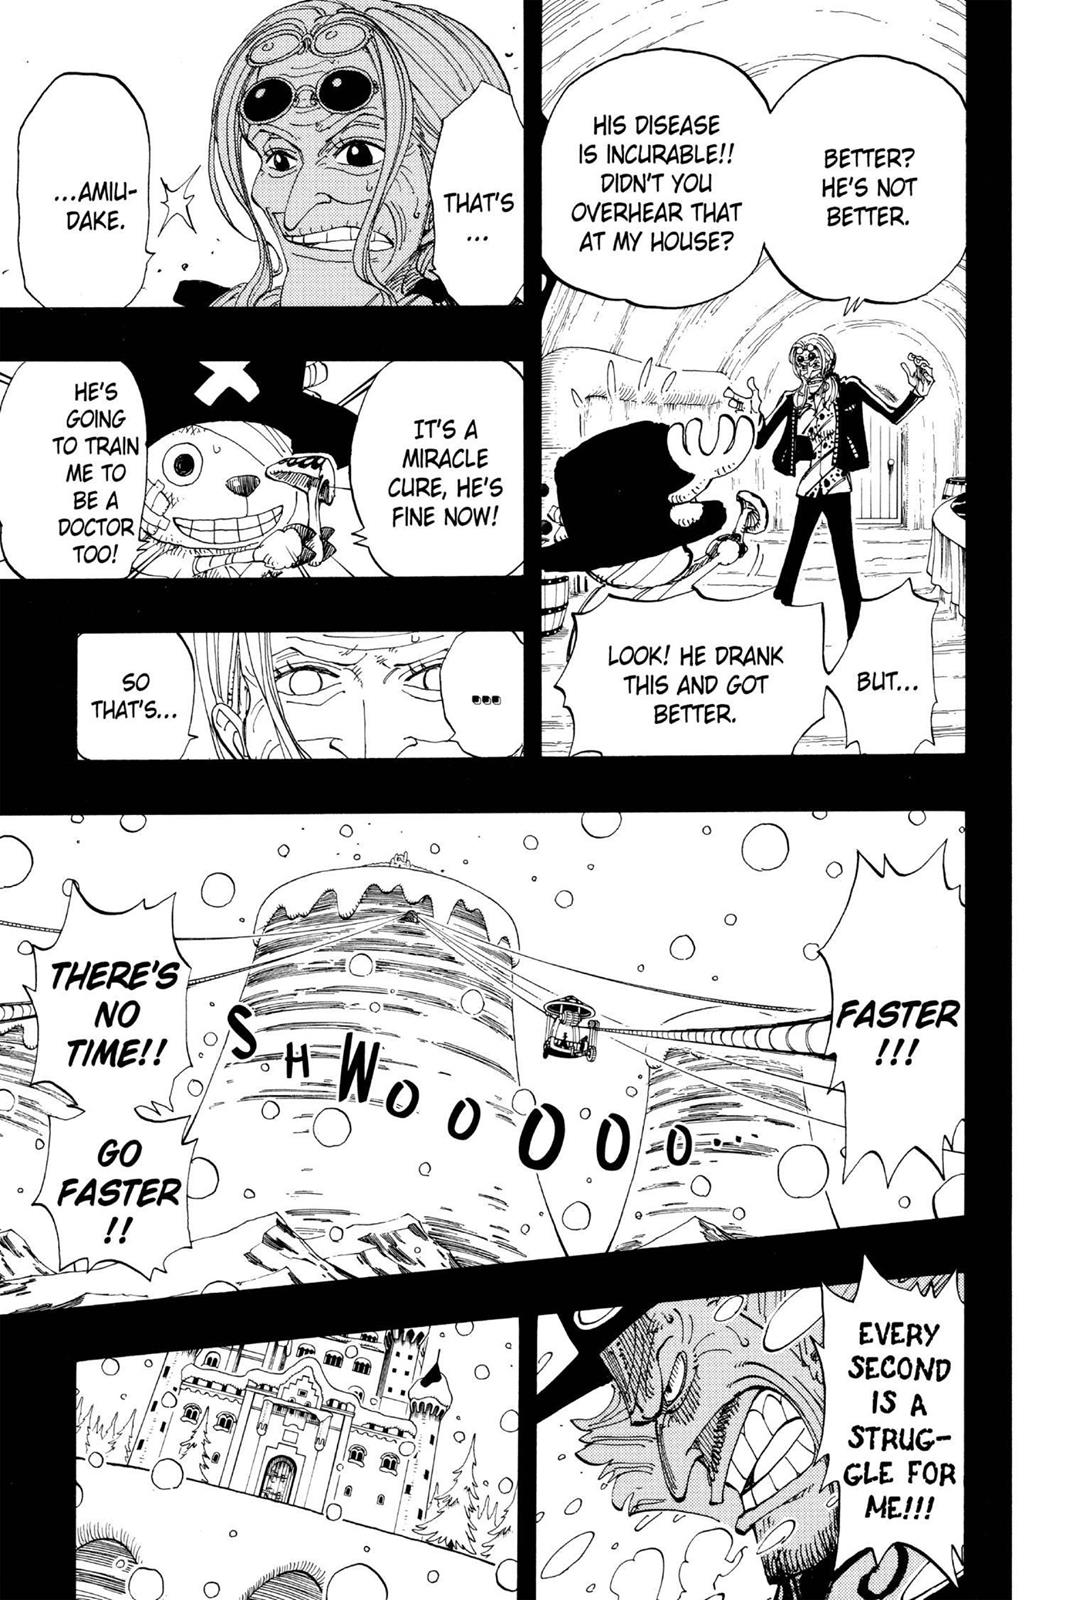 BETTER?
HE'S NOT
BETTER.
HIS DISEASE
IS INCURABLE!!
DIDN'T YOU
OVERHEAR THAT
AT MY HOUSE?
BUT...
LOOK! HE DRANK
THIS AND GOT
BETTER.
THAT'S
...
...AMIU-
DAKE.
IT'S A
MIRACLE
CURE, HE'S
FINE NOW!
HE'S
GOING
TO TRAIN
ME TO
BE A
DOCTOR
TOO!
...
SO
THAT'S...
FASTER
!!!
SHWOOOOOO...
THERE'S
NO
TIME!!
GO
FASTER
!!
EVERY
SECOND
IS A
STRUG-
GLE FOR
ME!!!